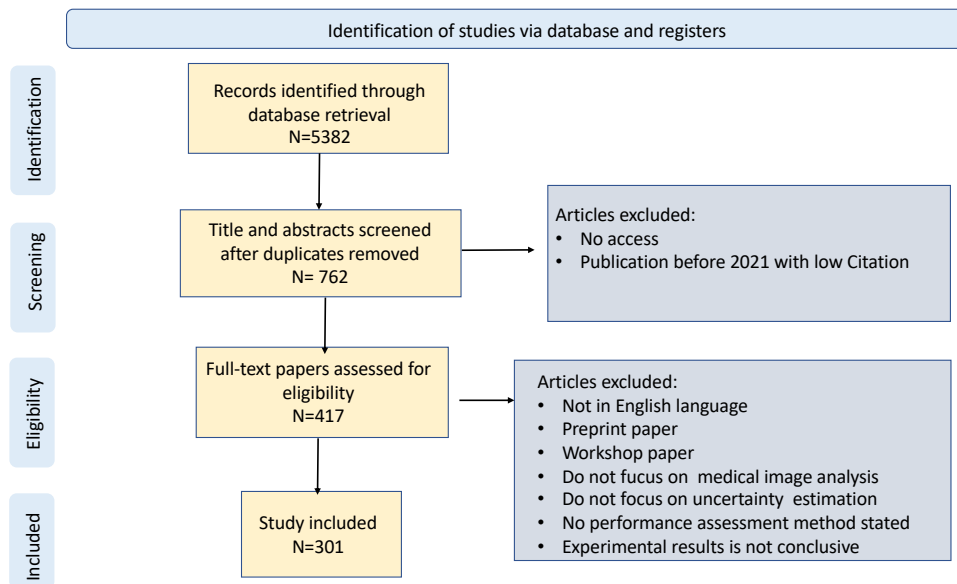 Identification of studies via database and registers
Identification
Records identified through
database retrieval
N=5382
Screening
Title and abstracts screened
after duplicates removed
N= 762
Articles excluded:
• No access
• Publication before 2021 with low Citation
Eligibility
Full-text papers assessed for
eligibility
N=417
Articles excluded:
• Not in English language
• Preprint paper
• Workshop paper
• Do not fucus on medical image analysis
• Do not focus on uncertainty estimation
• No performance assessment method stated
• Experimental results is not conclusive
Included
Study included
N=301